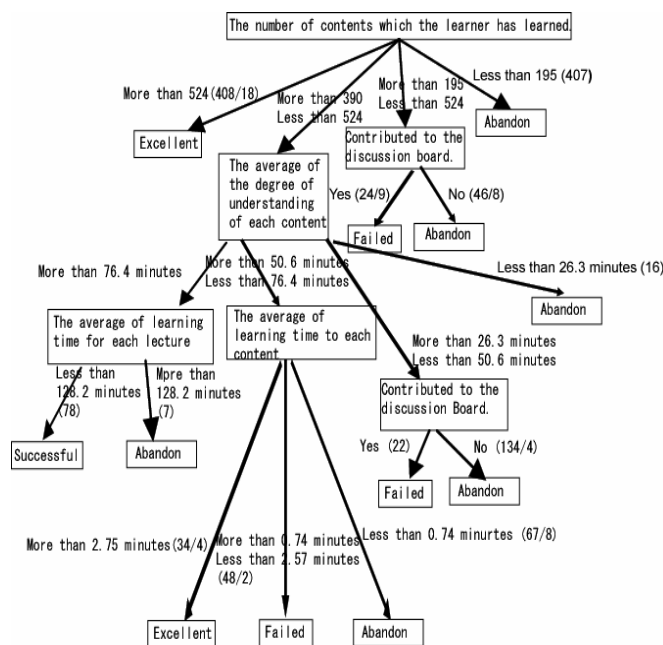 The number of contents which the learner has learned.
More than 524(408/18)
More than 390
Less than 524
More than 195
Less than 524
Less than 195 (407)
Excellent
Abandon
Contributed to the
discussion board.
The average of
the degree of
understanding
of each content
Yes (24/9)
No (46/8)
Failed
Abandon
More than 76.4 minutes
More than 50.6 minutes
Less than 76.4 minutes
Less than 26.3 minutes (16)
Abandon
The average of learning
time for each lecture
The average of
learning time to each
content
More than 26.3 minutes
Less than 50.6 minutes
Less than
128.2 minutes
(78)
Mpre than
128.2 minutes
(7)
Contributed to the
discussion Board.
Successful
Abandon
Yes (22)
No (134/4)
Failed
Abandon
More than 2.75 minutes(34/4)
More than 0.74 minutes
Less than 2.57 minutes
(48/2)
Less than 0.74 minurtes (67/8)
Excellent
Failed
Abandon